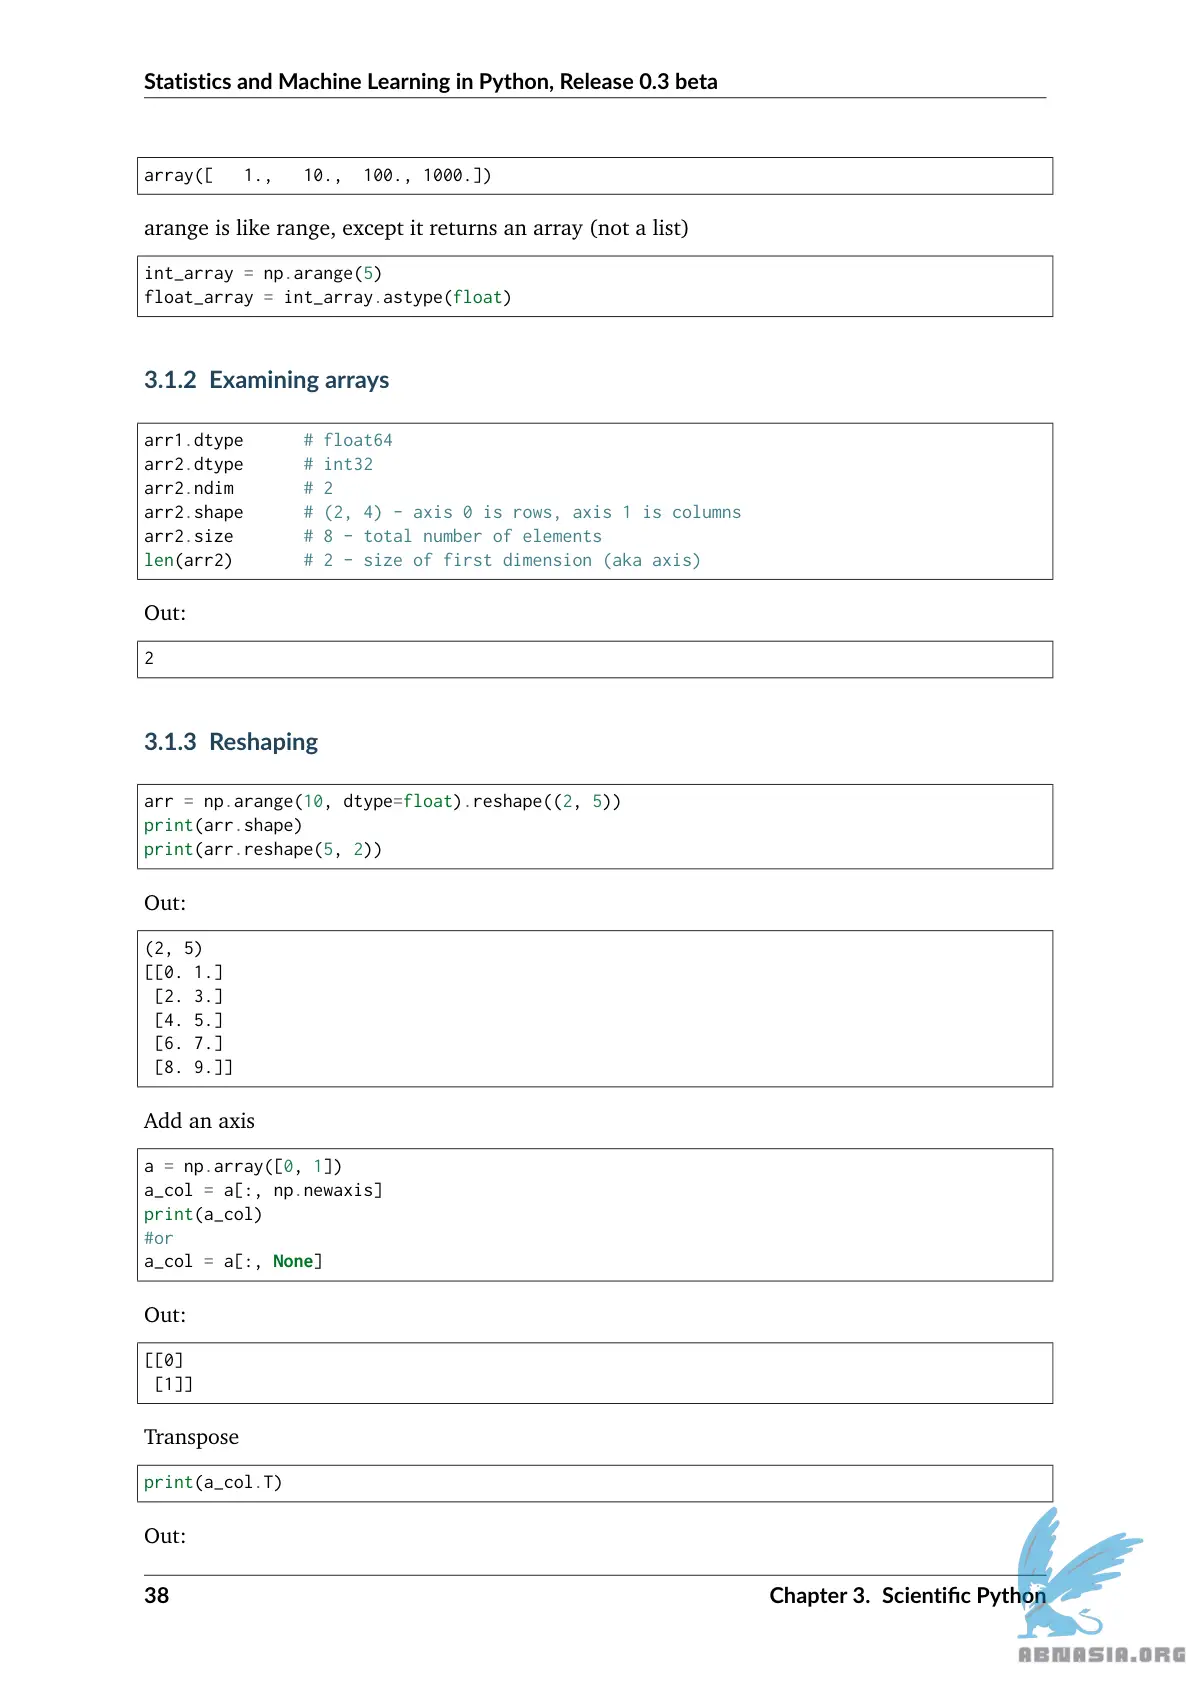 Statistics and Machine Learning in Python, Release 0.3 beta
array([   1.,   10.,  100., 1000.])
arange is like range, except it returns an array (not a list)
int_array = np.arange(5)
float_array = int_array.astype(float)
3.1.2 Examining arrays
arr1.dtype      # float64
arr2.dtype      # int32
arr2.ndim       # 2
arr2.shape      # (2, 4) - axis 0 is rows, axis 1 is columns
arr2.size       # 8 - total number of elements
len(arr2)       # 2 - size of first dimension (aka axis)
Out:
2
3.1.3 Reshaping
arr = np.arange(10, dtype=float).reshape((2, 5))
print(arr.shape)
print(arr.reshape(5, 2))
Out:
(2, 5)
[[0. 1.]
 [2. 3.]
 [4. 5.]
 [6. 7.]
 [8. 9.]]
Add an axis
a = np.array([0, 1])
a_col = a[:, np.newaxis]
print(a_col)
#or
a_col = a[:, None]
Out:
[[0]
 [1]]
Transpose
print(a_col.T)
Out:
38 Chapter 3. Scientific Python
ABNASIA.ORG